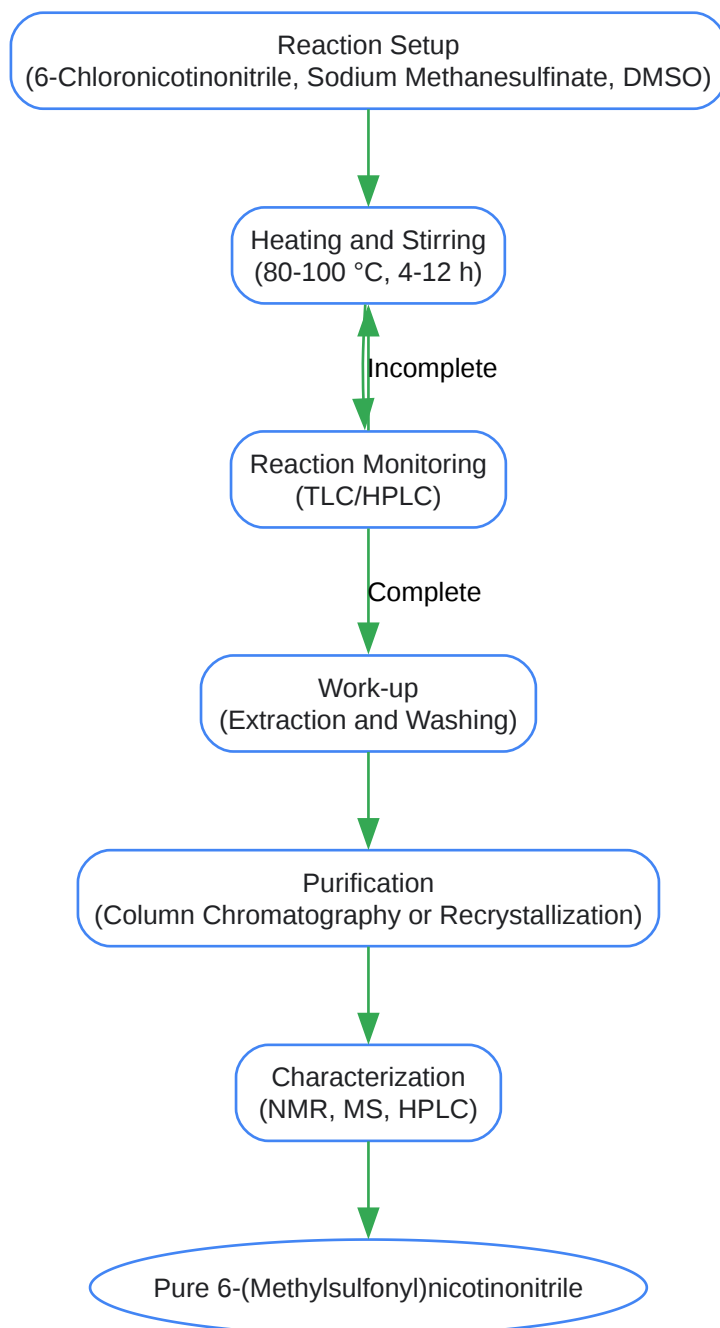 Reaction Setup
(6-Chloronicotinonitrile, Sodium Methanesulfinate, DMSO)
Heating and Stirring
(80-100 °C, 4-12 h)
Incomplete
Reaction Monitoring
(TLC/HPLC)
Complete
Work-up
(Extraction and Washing)
Purification
(Column Chromatography or Recrystallization)
Characterization
(NMR, MS, HPLC)
Pure 6-(Methylsulfonyl)nicotinonitrile